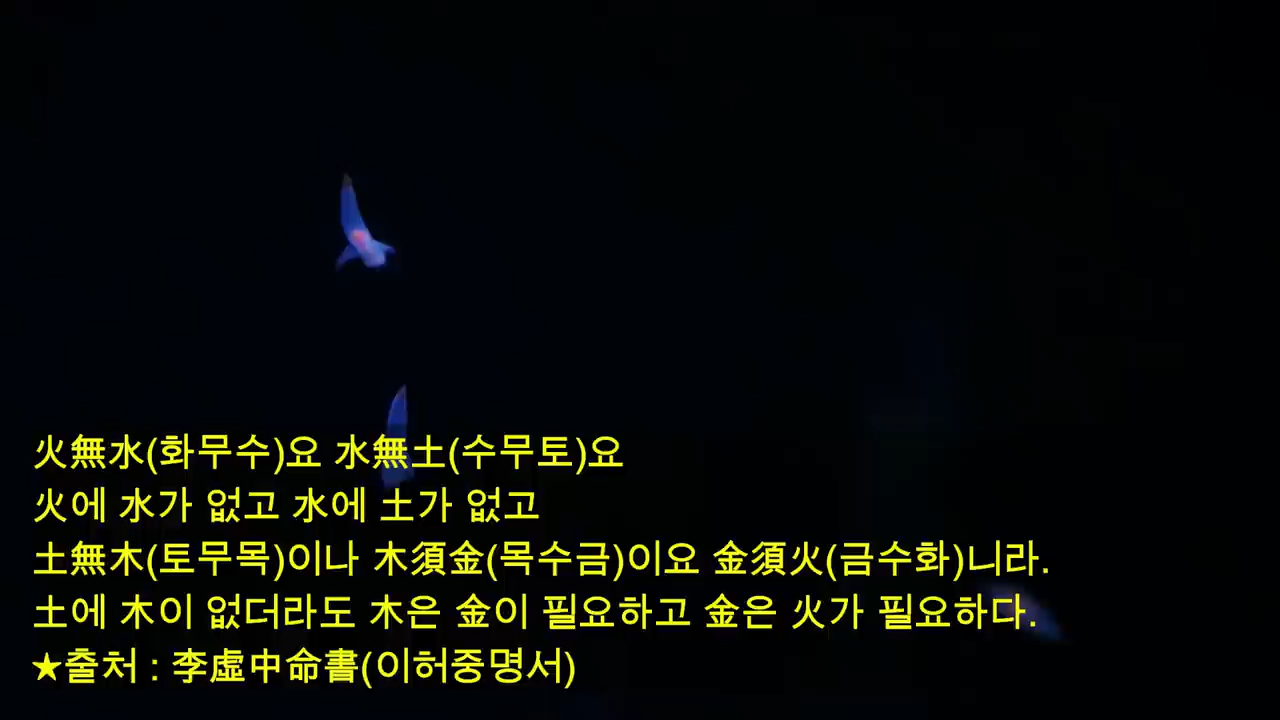 火無水(화무수)요 水無土(수무토)요
火에 水가 없고 水에 土가 없고
土無木(토무목)이나 木須金(목수금)이요 金須火(금수화)니라.
土에 木이 없더라도 木은 金이 필요하고 金은 火가 필요하다.
★출처 : 李虛中命書(이허중명서)